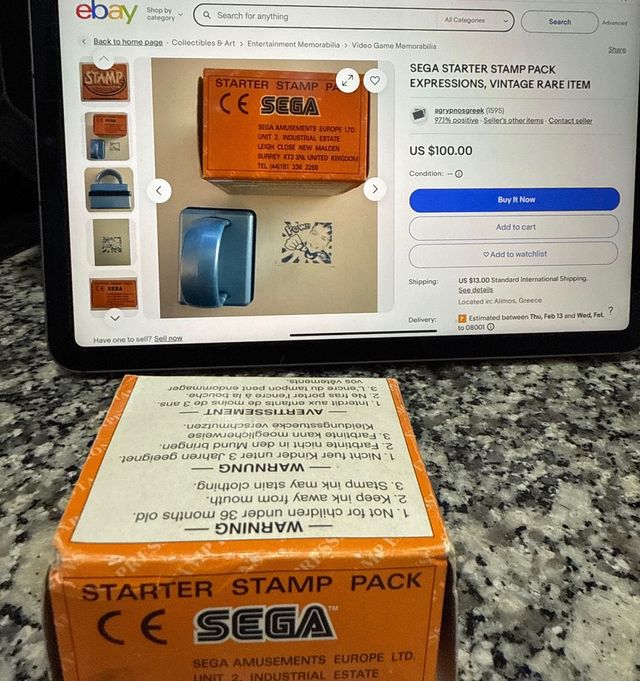 ebay
Shop by
category
Search for anything
All Categories
Search
Advanced
Back to home page
Collectibles & Art > Entertainment Memorabilia > Video Game Memorabilia
Share
STAMP
SEGA STARTER STAMP PACK
EXPRESSIONS, VINTAGE RARE ITEM
agrypnosgreek (1595)
97.1% positive · Seller's other items · Contact seller
US $100.00
Condition: --
Buy It Now
Add to cart
Add to watchlist
Shipping: US $13.00 Standard International Shipping.
See details
Located in: Alimos, Greece
Delivery: Estimated between Thu, Feb 13 and Wed, Feb
to 08001
?
Have one to sell? Sell now
STARTER STAMP PA
CE SEGA
SEGA AMUSEMENTS EUROPE LTD.
UNIT 2, INDUSTRIAL ESTATE
LEIGH CLOSE NEW MALDEN
SURREY KT3 3NL UNITED KINGDOM
TEL (44)181 336 2256
CE SEGA
— WARNING —
1. Not for children under 36 months old
2. Keep ink away from mouth.
3. Stamp ink may stain clothing.
— WARNUNG —
1. Nicht fuer Kinder unter 3 Jahren geeignet.
2. Farbtinte nicht in den Mund bringen.
3. Farbtinte kann moeglicherweise
Kleidungsstucke verschmutzen.
— AVERTISSEMENT —
1. Interdit aux enfants de moins de 3 ans.
2. Ne pas porter l'encre à la bouche.
3. L'encre du tampon peut endommager
vos vêtements.
STARTER STAMP PACK
CE SEGA™
SEGA AMUSEMENTS EUROPE LTD.
UNIT 2, INDUSTRIAL ESTATE